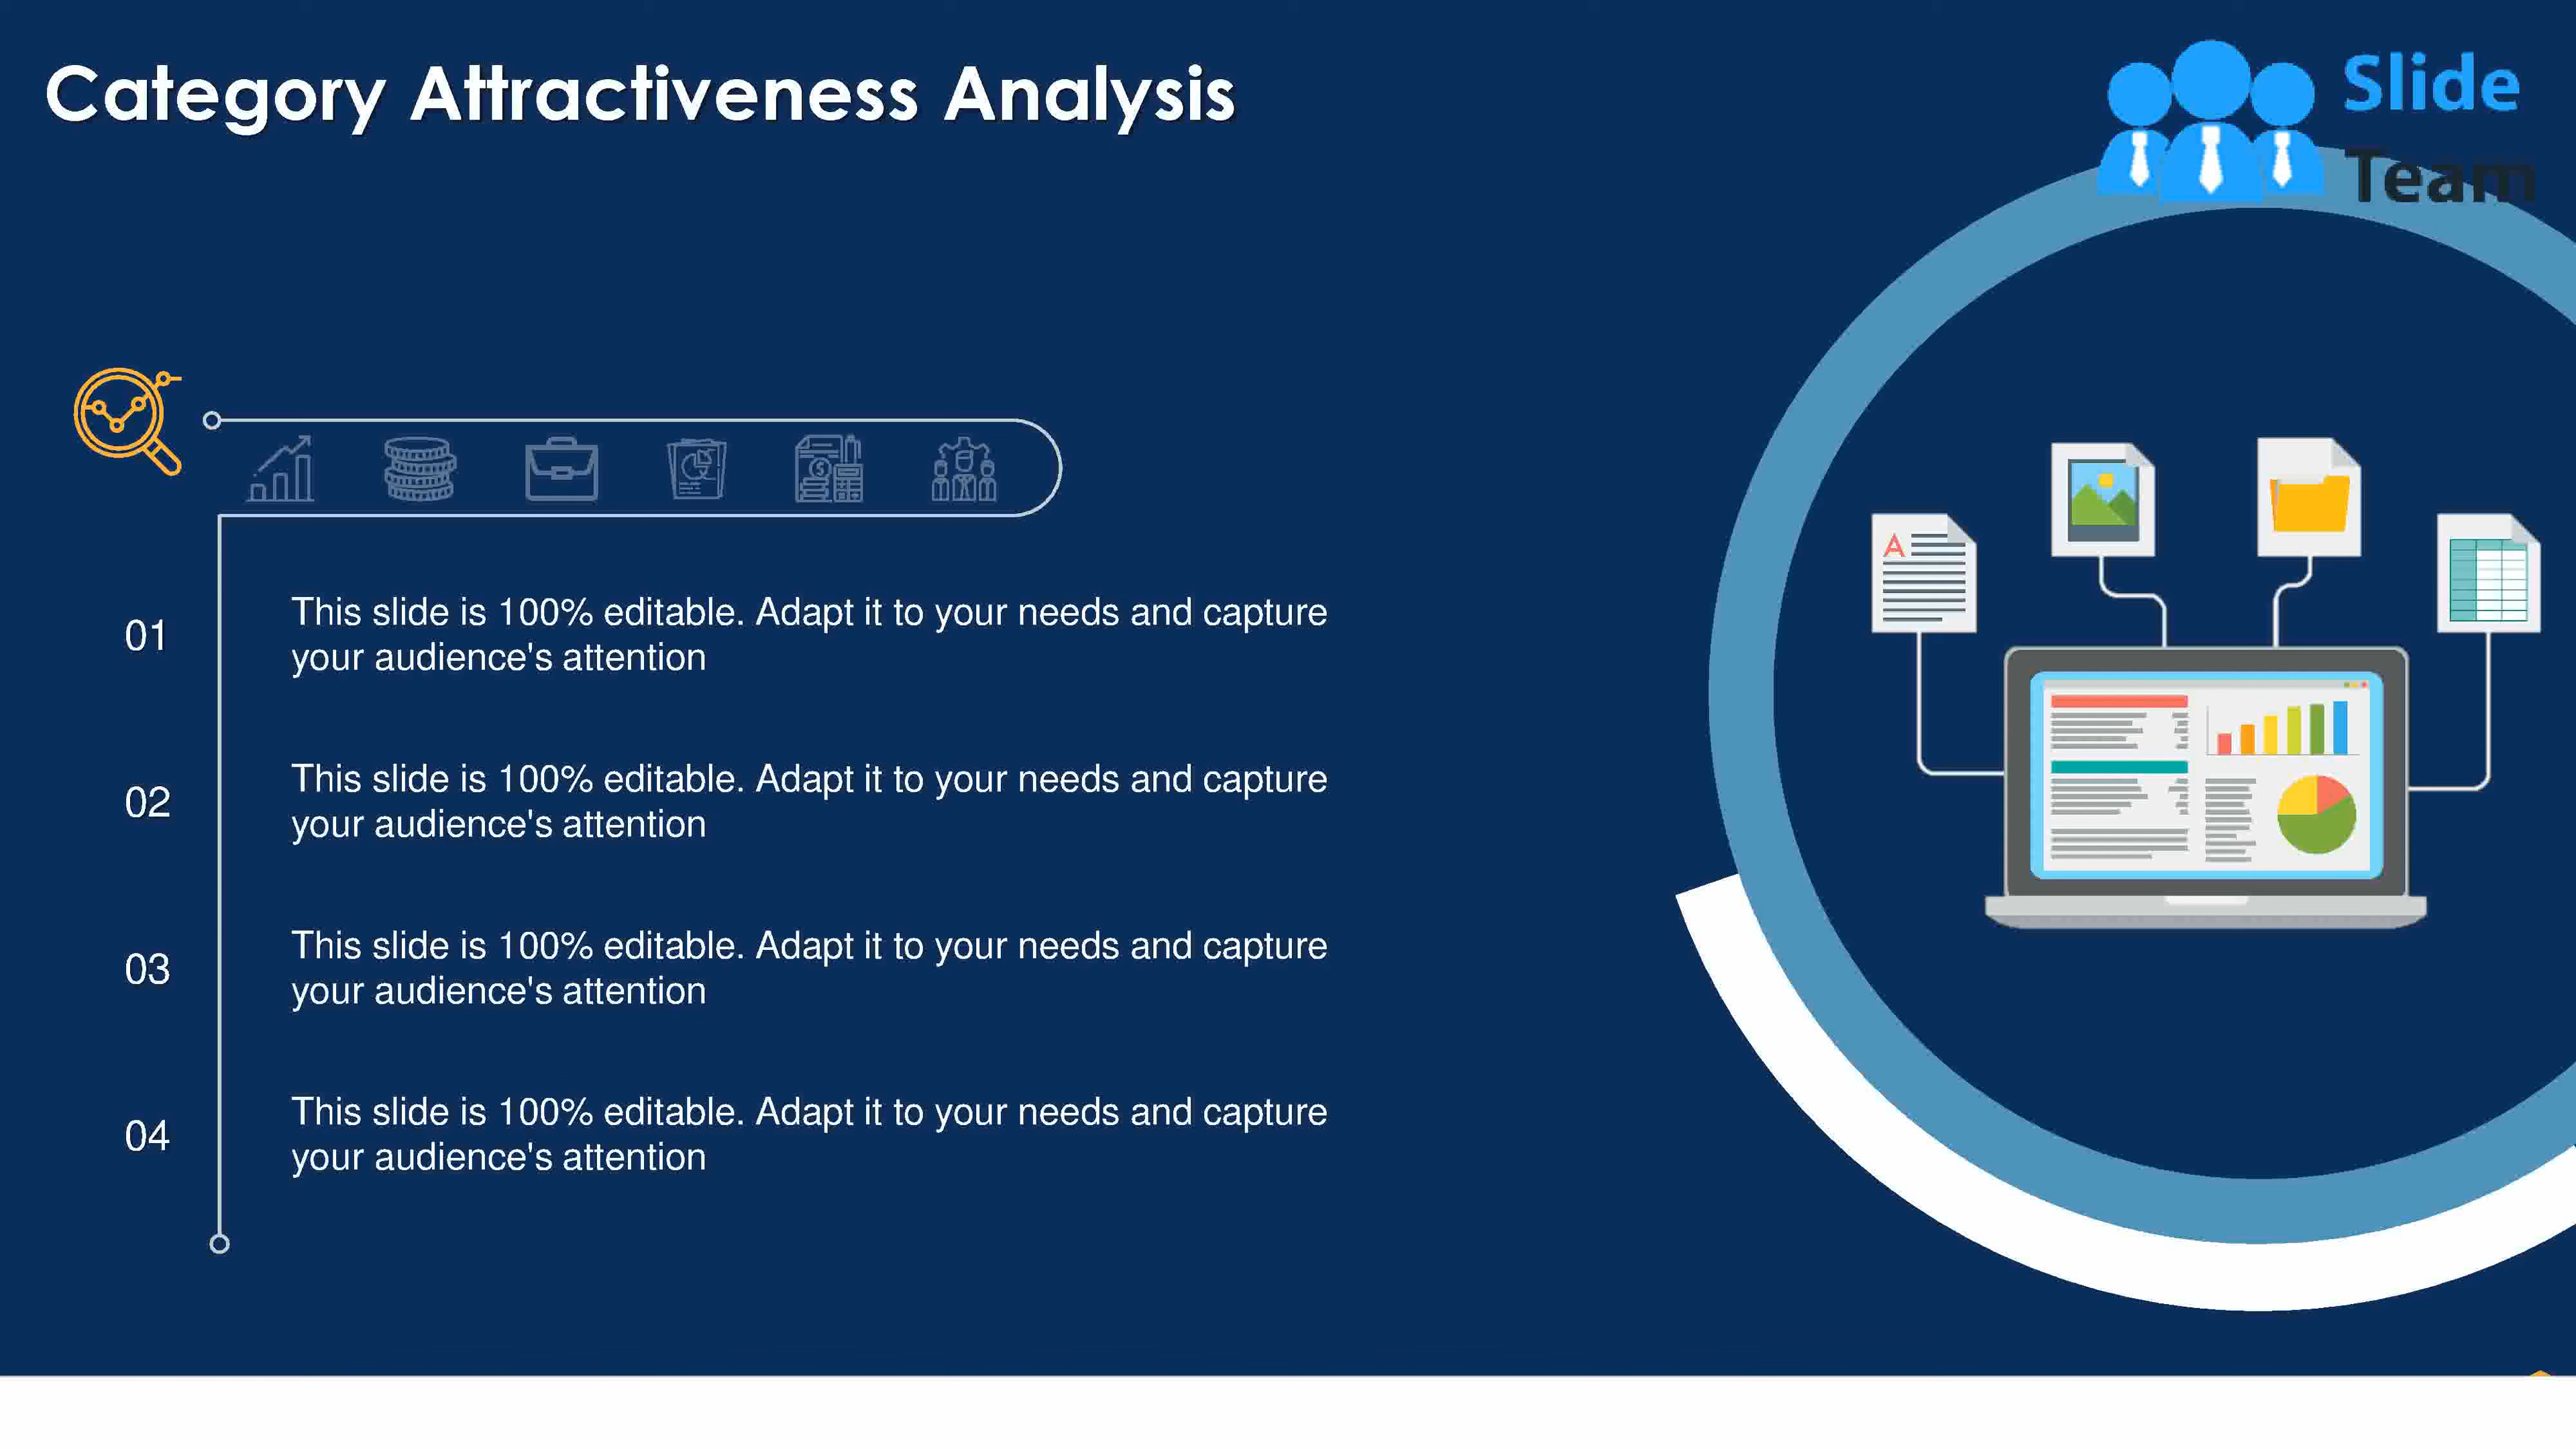 Category Attractiveness Analysis
Slide
Team
01
This slide is 100% editable. Adapt it to your needs and capture
your audience's attention
02
This slide is 100% editable. Adapt it to your needs and capture
your audience's attention
03
This slide is 100% editable. Adapt it to your needs and capture
your audience's attention
04
This slide is 100% editable. Adapt it to your needs and capture
your audience's attention
A